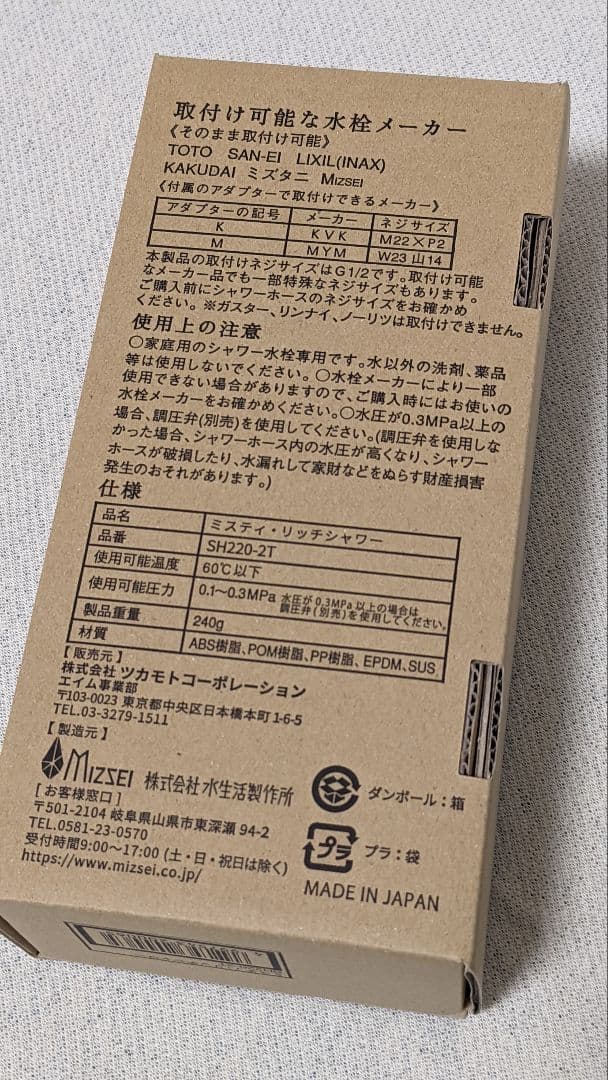 取付け可能な水栓メーカー
《そのまま取付け可能》
TOTO SAN-EI LIXIL(INAX)
KAKUDAI ミズタニ MIZSEI
《付属のアダプターで取付けできるメーカー》
アダプターの記号 メーカー ネジサイズ
K KVK M22×P2
M MYM W23山14
本製品の取付けネジサイズはG1/2です。取付け可能
なメーカー品でも一部特殊なネジサイズもあります。
ご購入前にシャワーホースのネジサイズをお確かめ
ください。※ガスター、リンナイ、ノーリツは取付けできません。
使用上の注意
○家庭用のシャワー水栓専用です。水以外の洗剤、薬品
等は使用しないでください。○水栓メーカーにより一部
使用できない場合がありますので、ご購入時にはお使いの
水栓メーカーをお確かめください。○水圧が0.3MPa以上の
場合、調圧弁(別売)を使用してください。(調圧弁を使用しな
かった場合、シャワーホース内の水圧が高くなり、シャワー
ホースが破損したり、水漏れして家財などをぬらす財産損害
発生のおそれがあります。)
仕様
品名 ミスティ・リッチシャワー
品番 SH220-2T
使用可能温度 60℃以下
使用可能圧力 0.1〜0.3MPa 水圧が0.3MPa以上の場合は
調圧弁(別売)を使用してください。
製品重量 240g
材質 ABS樹脂、POM樹脂、PP樹脂、EPDM、SUS
【販売元】
株式会社 ツカモトコーポレーション
エイム事業部
〒103-0023 東京都中央区日本橋本町1-6-5
TEL.03-3279-1511
【製造元】
MIZSEI 株式会社 水生活製作所
[お客様窓口]
〒501-2104 岐阜県山県市東深瀬 94-2
TEL.0581-23-0570
受付時間9:00〜17:00 (土・日・祝日は除く)
https://www.mizsei.co.jp/
ダンボール：箱
プラ
プラ：袋
MADE IN JAPAN